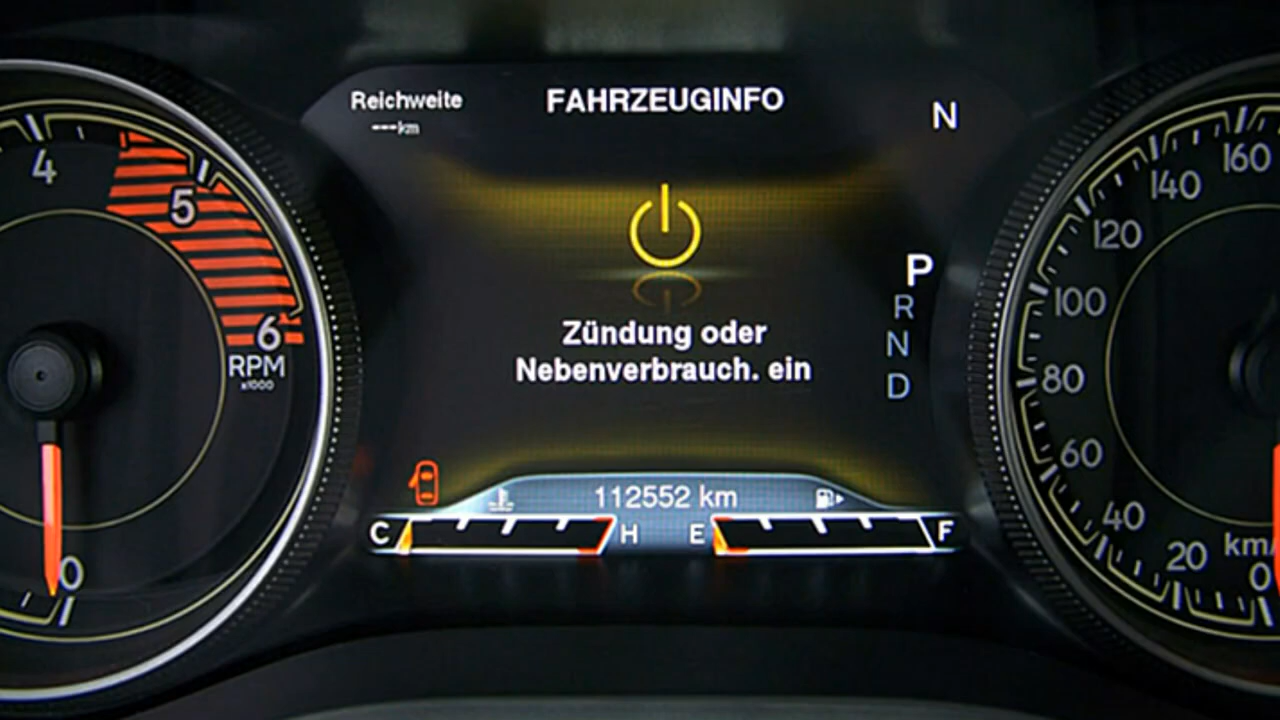 Reichweite
---km
FAHRZEUGINFO
N
Zündung oder
Nebenverbrauch. ein
P
R
N
D
112552 km
C
H
E
F
4
5
6
RPM
x1000
0
160
140
120
100
80
60
40
20
km/
0